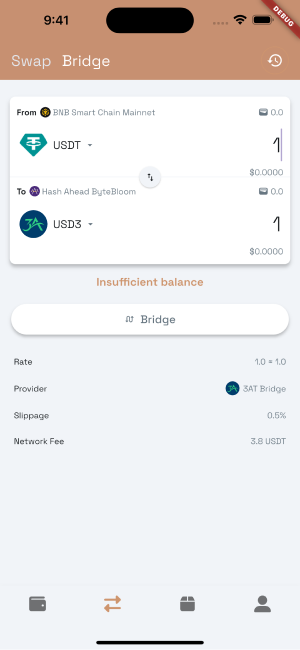 9:41
DEBUG
Swap Bridge
From BNB Smart Chain Mainnet 0.0
USDT 1
$0.0000
To Hash Ahead ByteBloom 0.0
3A USD3 1
$0.0000
Insufficient balance
Bridge
Rate 1.0 = 1.0
Provider 3A 3AT Bridge
Slippage 0.5%
Network Fee 3.8 USDT